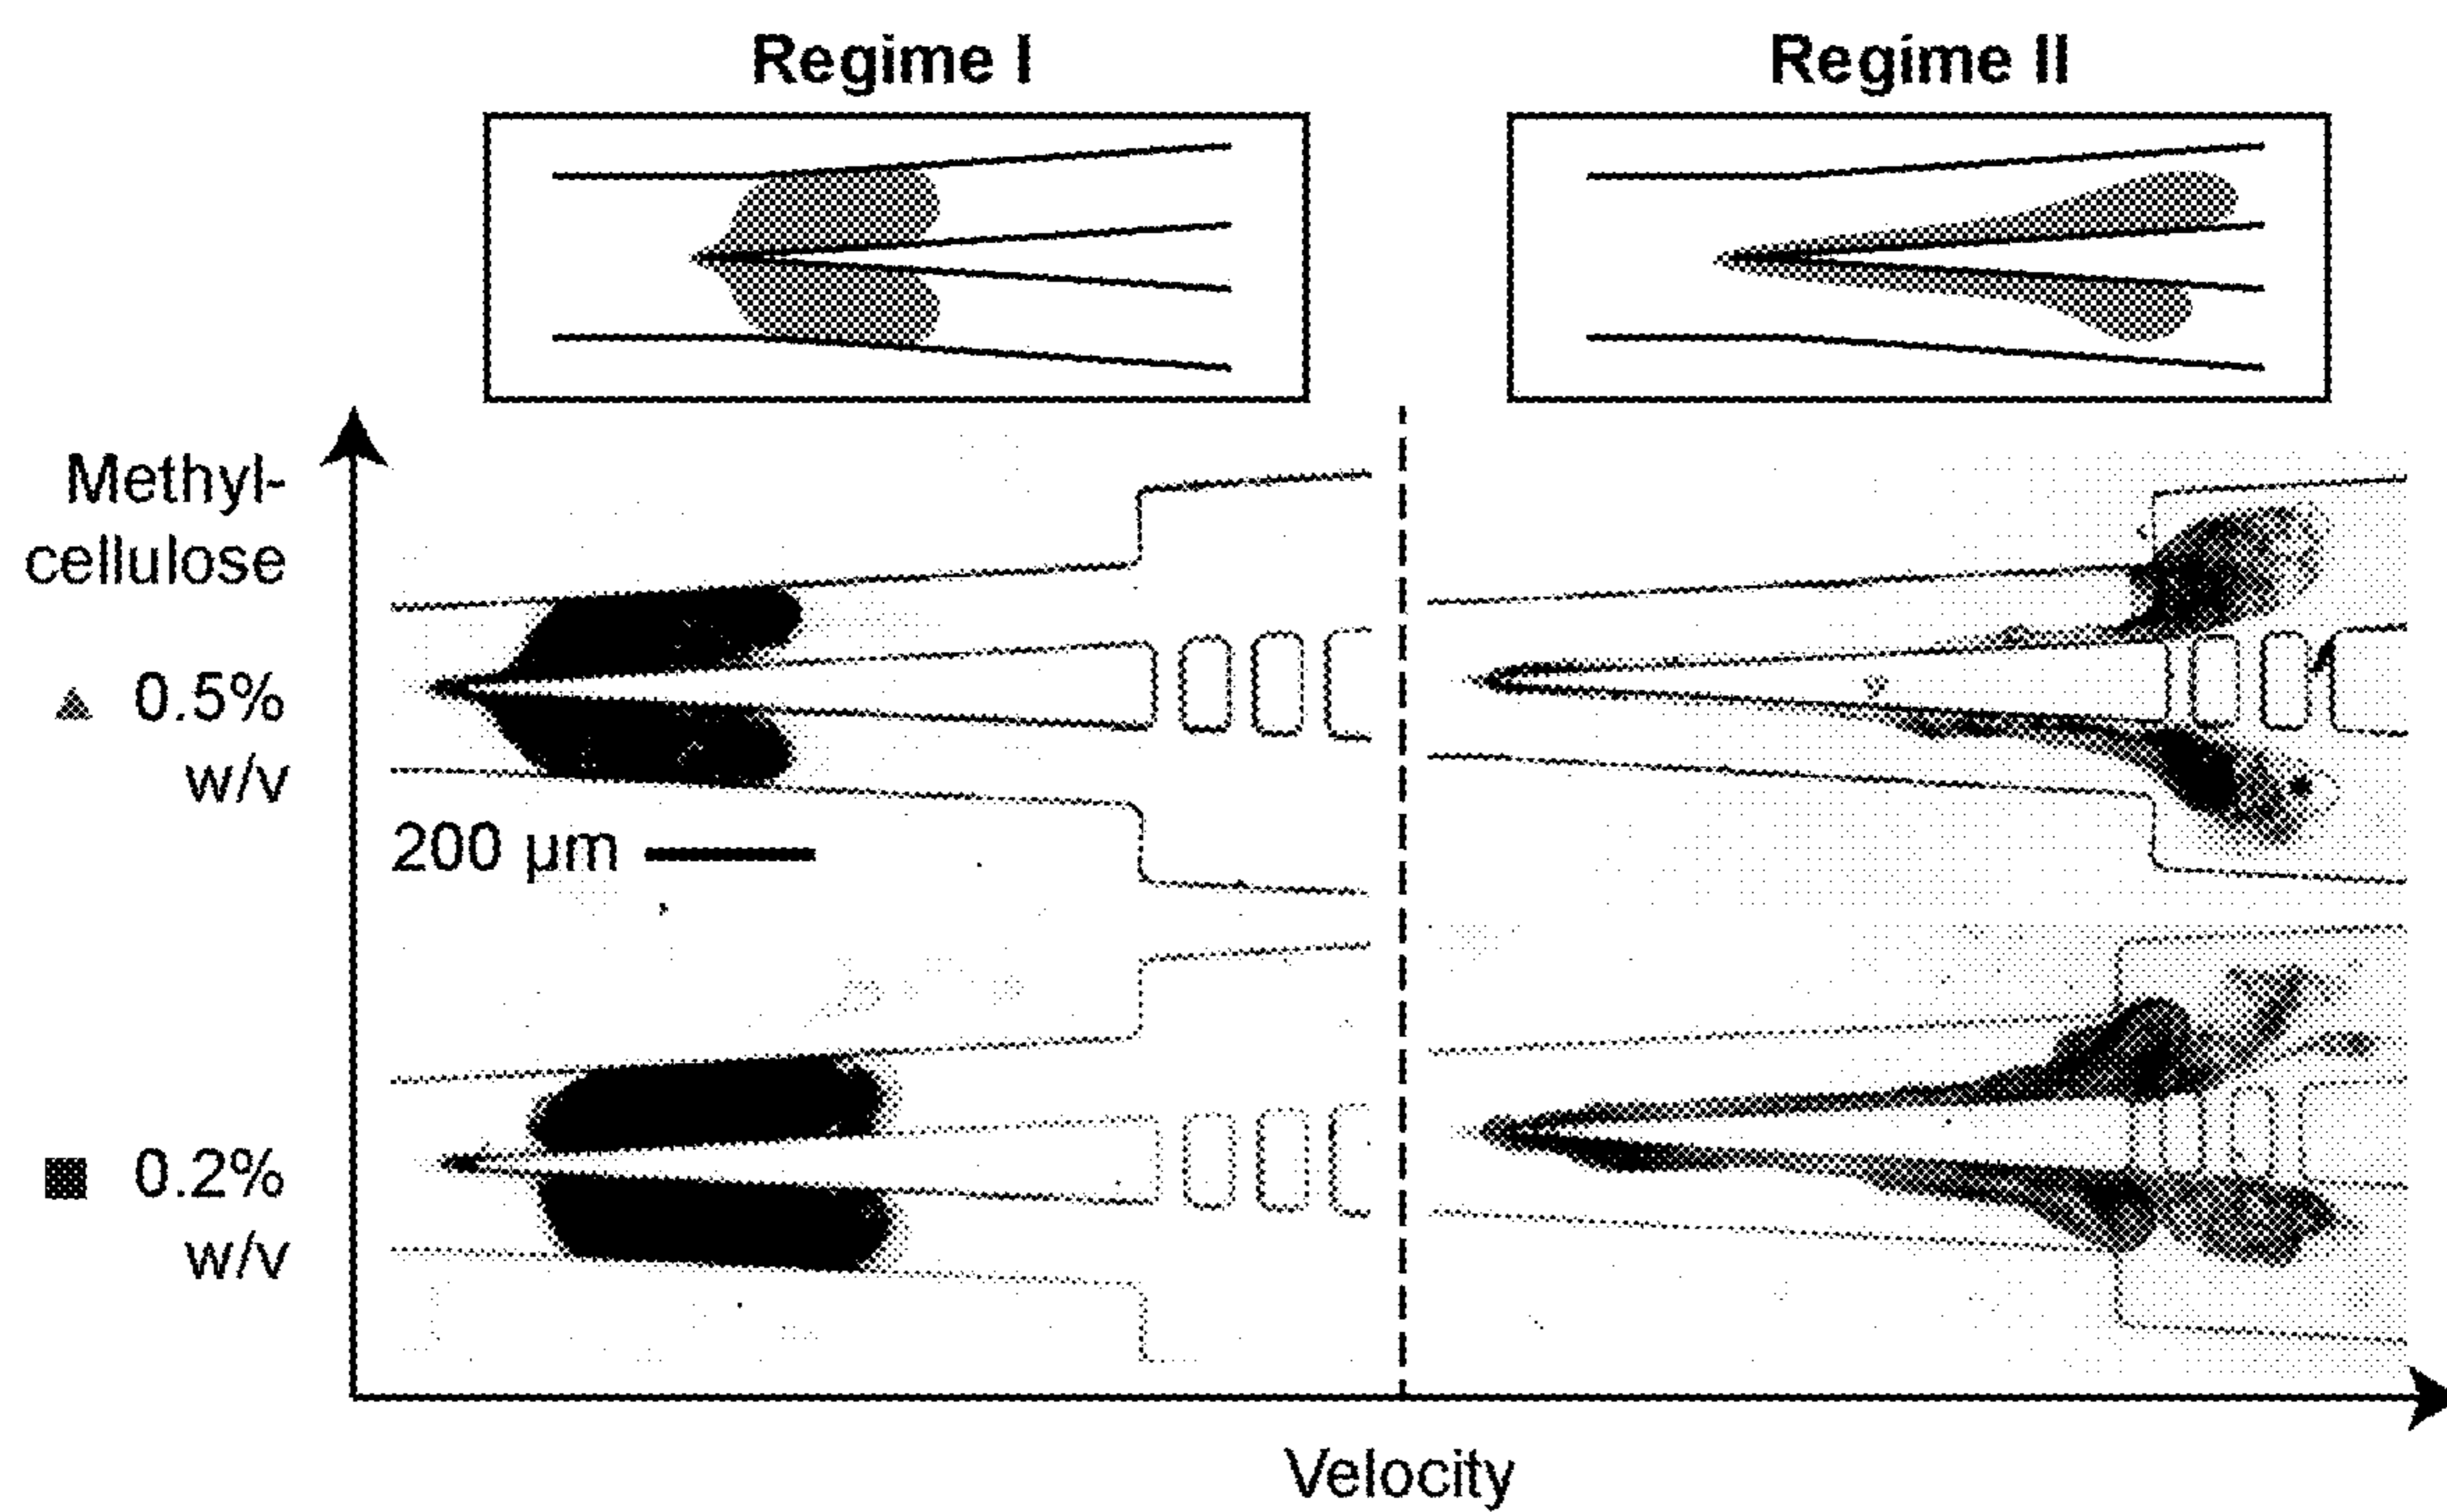 Regime I
Regime II
Methyl-
cellulose
0.5%
w/v
200 μm
0.2%
w/v
Velocity